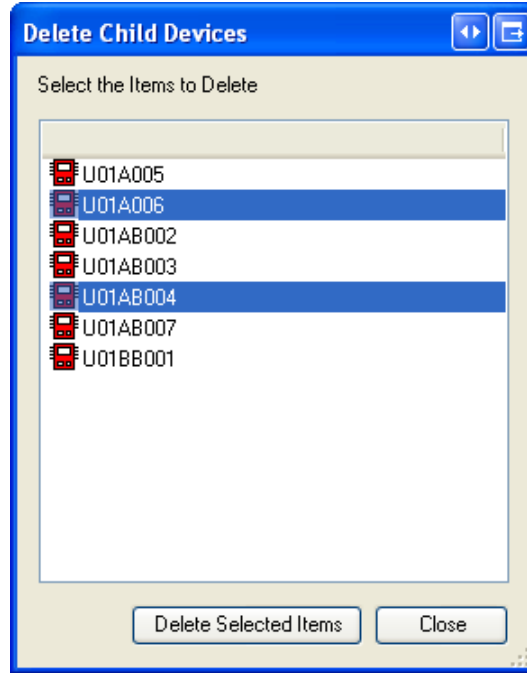 Delete Child Devices
Select the Items to Delete
U01A005
U01A006
U01AB002
U01AB003
U01AB004
U01AB007
U01BB001
Delete Selected Items Close